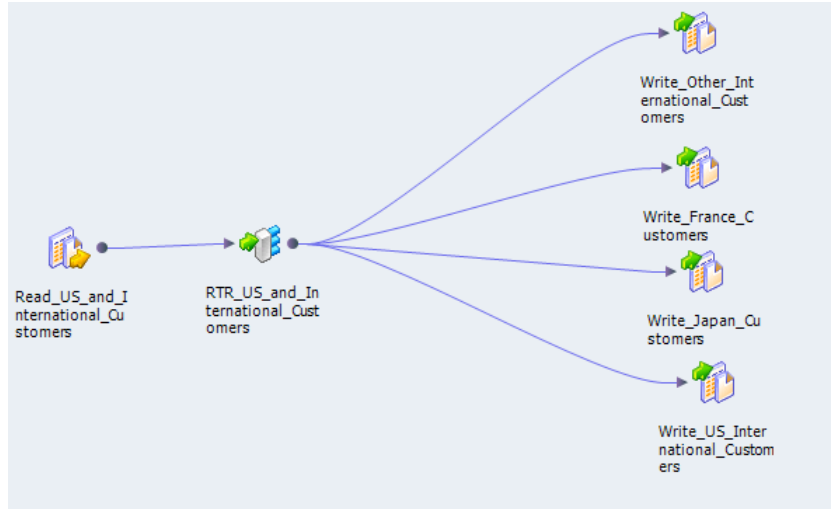 Write_Other_Int
ernational_Cust
omers
Write_France_C
ustomers
Read_US_and_I
nternational_Cu
stomers
RTR_US_and_In
ternational_Cust
omers
Write_Japan_Cu
stomers
Write_US_Inter
national_Custom
ers